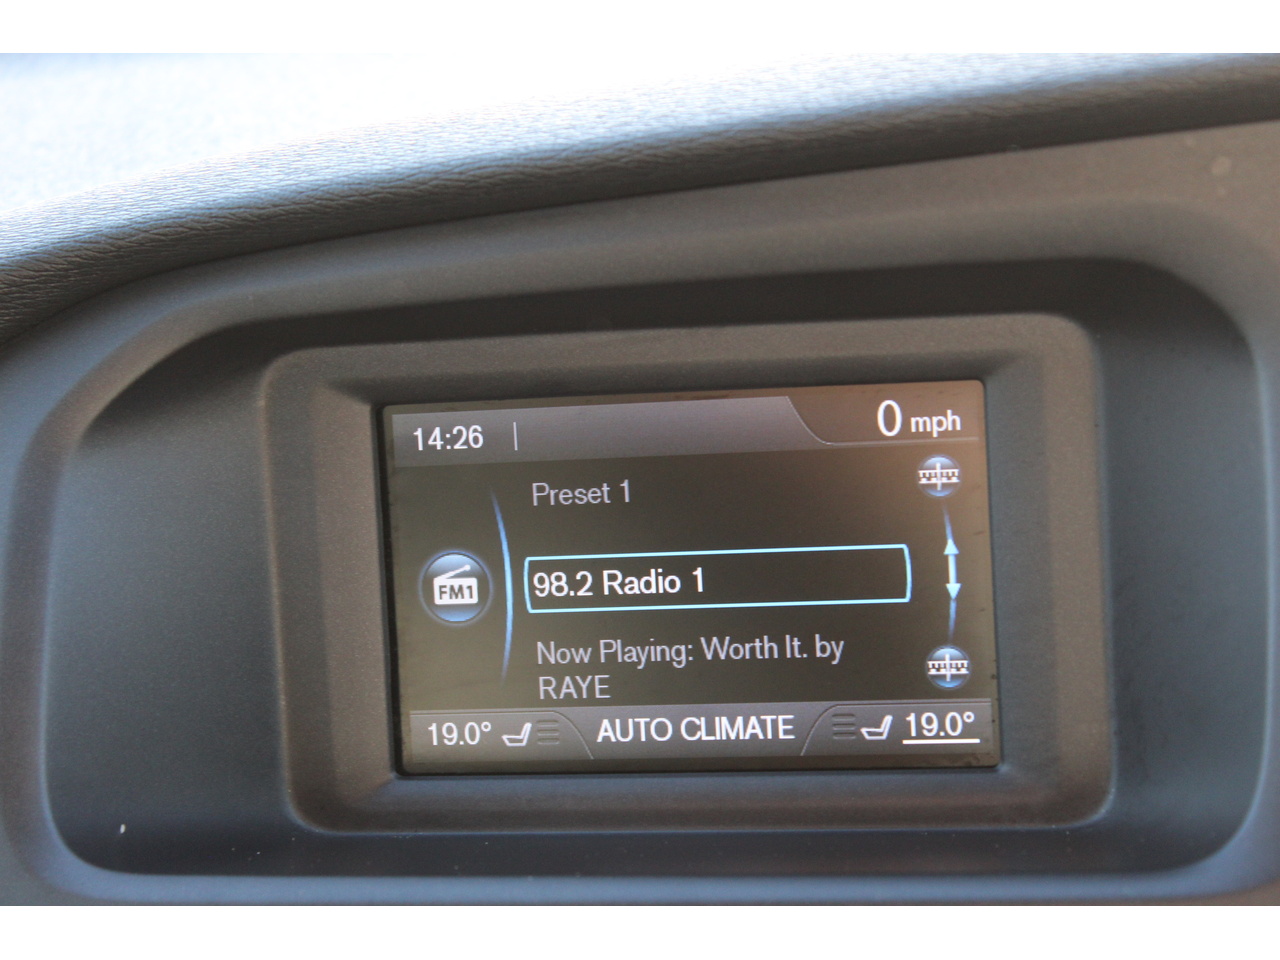 14:26
0 mph
Preset 1
FM1
98.2 Radio 1
Now Playing: Worth It. by
RAYE
19.0° AUTO CLIMATE 19.0°